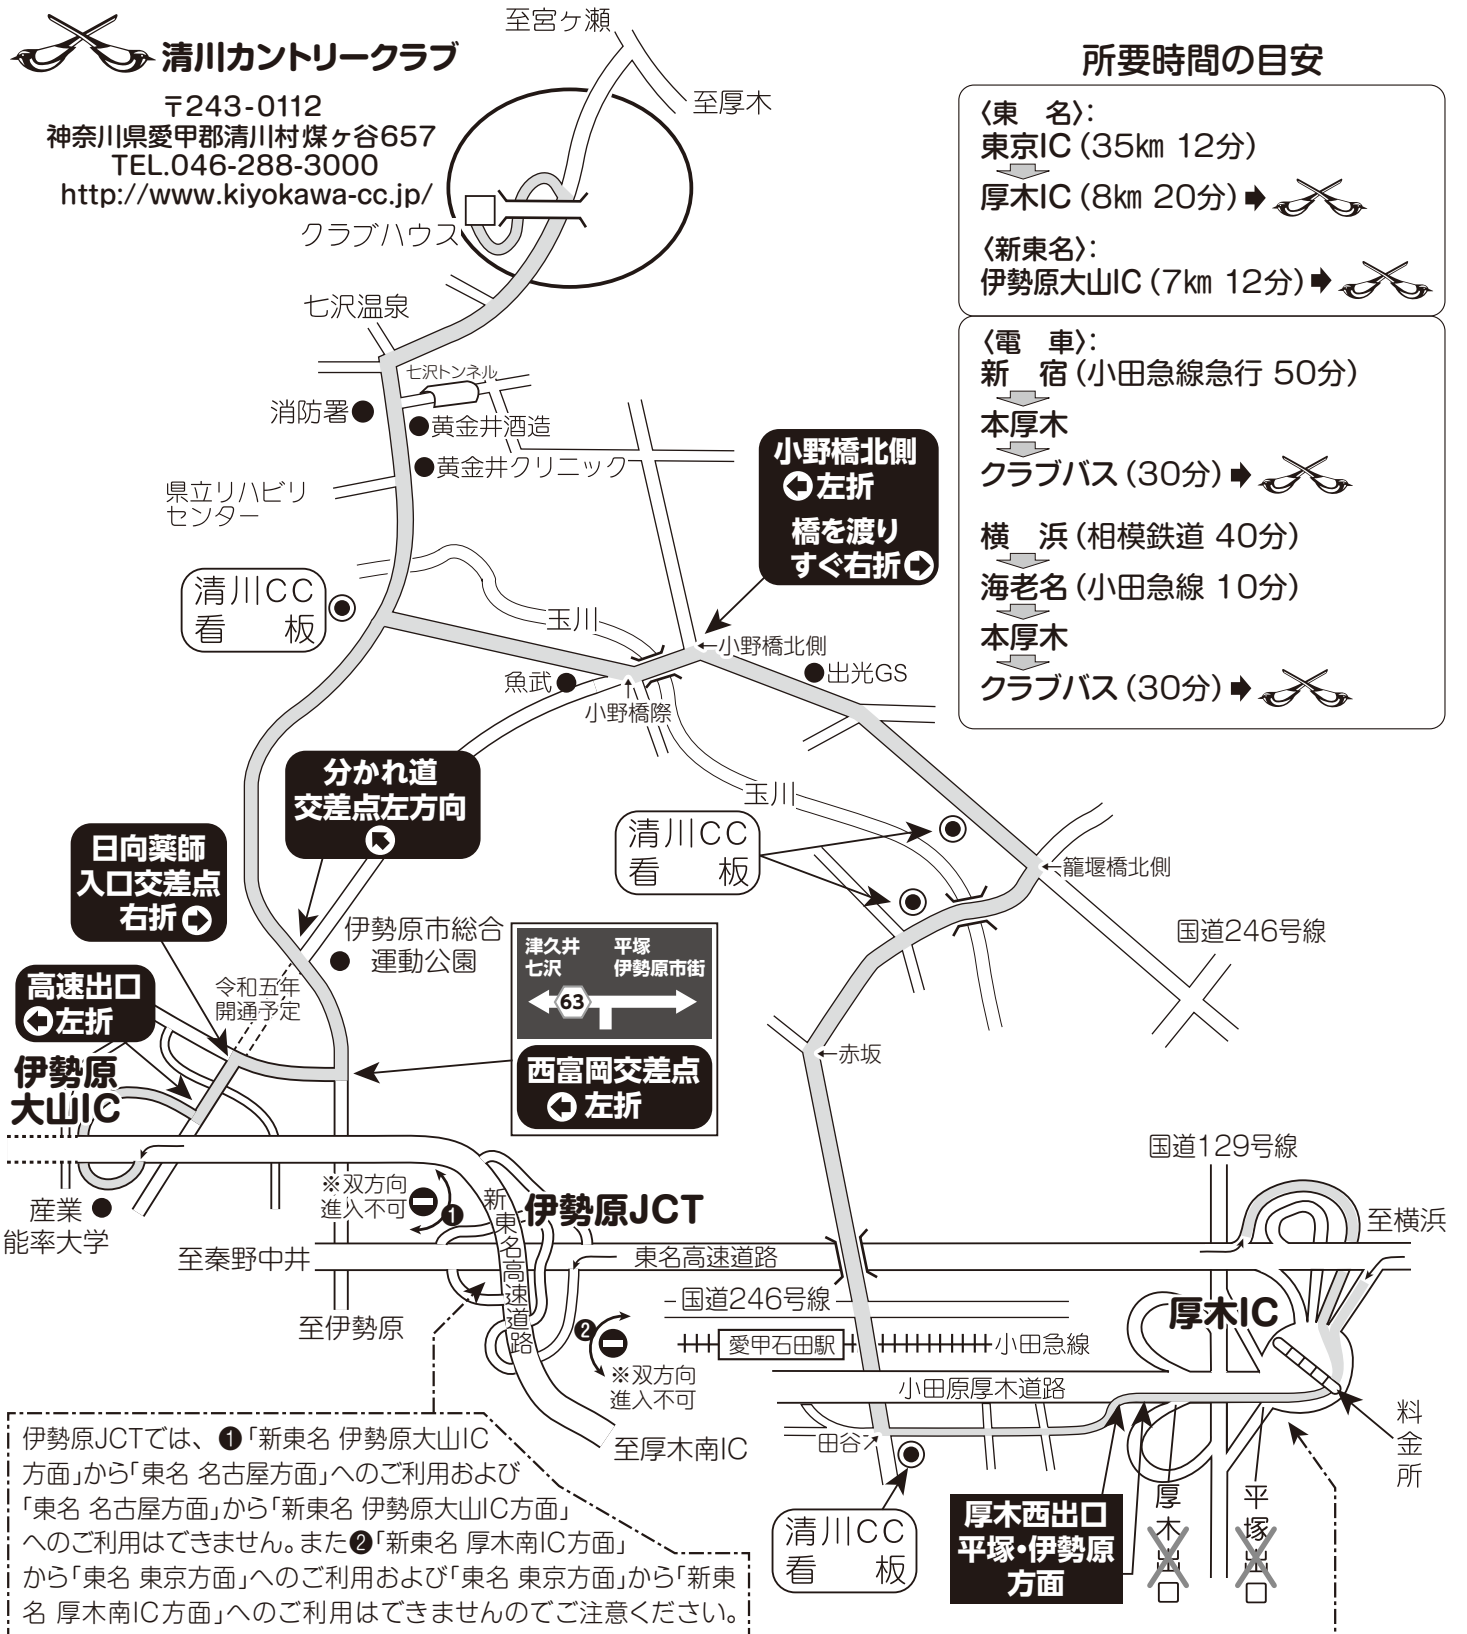 清川カントリークラブ
〒243-0112
神奈川県愛甲郡清川村煤ヶ谷657
TEL.046-288-3000
http://www.kiyokawa-cc.jp/
至宮ヶ瀬
至厚木
クラブハウス
所要時間の目安
〈東　名〉:
東京IC (35km 12分)
厚木IC (8km 20分)
〈新東名〉:
伊勢原大山IC (7km 12分)
〈電　車〉:
新　宿 (小田急線急行 50分)
本厚木
クラブバス (30分)
横　浜 (相模鉄道 40分)
海老名 (小田急線 10分)
本厚木
クラブバス (30分)
七沢温泉
七沢トンネル
消防署
黄金井酒造
黄金井クリニック
県立リハビリ
センター
小野橋北側
左折
橋を渡り
すぐ右折
清川CC
看　板
玉川
小野橋北側
魚武
出光GS
小野橋際
分かれ道
交差点左方向
玉川
清川CC
看　板
日向薬師
入口交差点
右折
籠堰橋北側
国道246号線
伊勢原市総合
運動公園
津久井
七沢
平塚
伊勢原市街
63
令和五年
開通予定
高速出口
左折
西富岡交差点
左折
赤坂
伊勢原
大山IC
国道129号線
※双方向
進入不可
❶
新東名高速道路
伊勢原JCT
産業
能率大学
至秦野中井
東名高速道路
至横浜
国道246号線
厚木IC
至伊勢原
❷
※双方向
進入不可
愛甲石田駅
小田急線
小田原厚木道路
料金所
田谷
至厚木南IC
清川CC
看　板
厚木西出口
平塚・伊勢原
方面
厚木出口
平塚出口
伊勢原JCTでは、❶「新東名 伊勢原大山IC
方面」から「東名 名古屋方面」へのご利用および
「東名 名古屋方面」から「新東名 伊勢原大山IC方面」
へのご利用はできません。また❷「新東名 厚木南IC方面」
から「東名 東京方面」へのご利用および「東名 東京方面」から「新東
名 厚木南IC方面」へのご利用はできませんのでご注意ください。